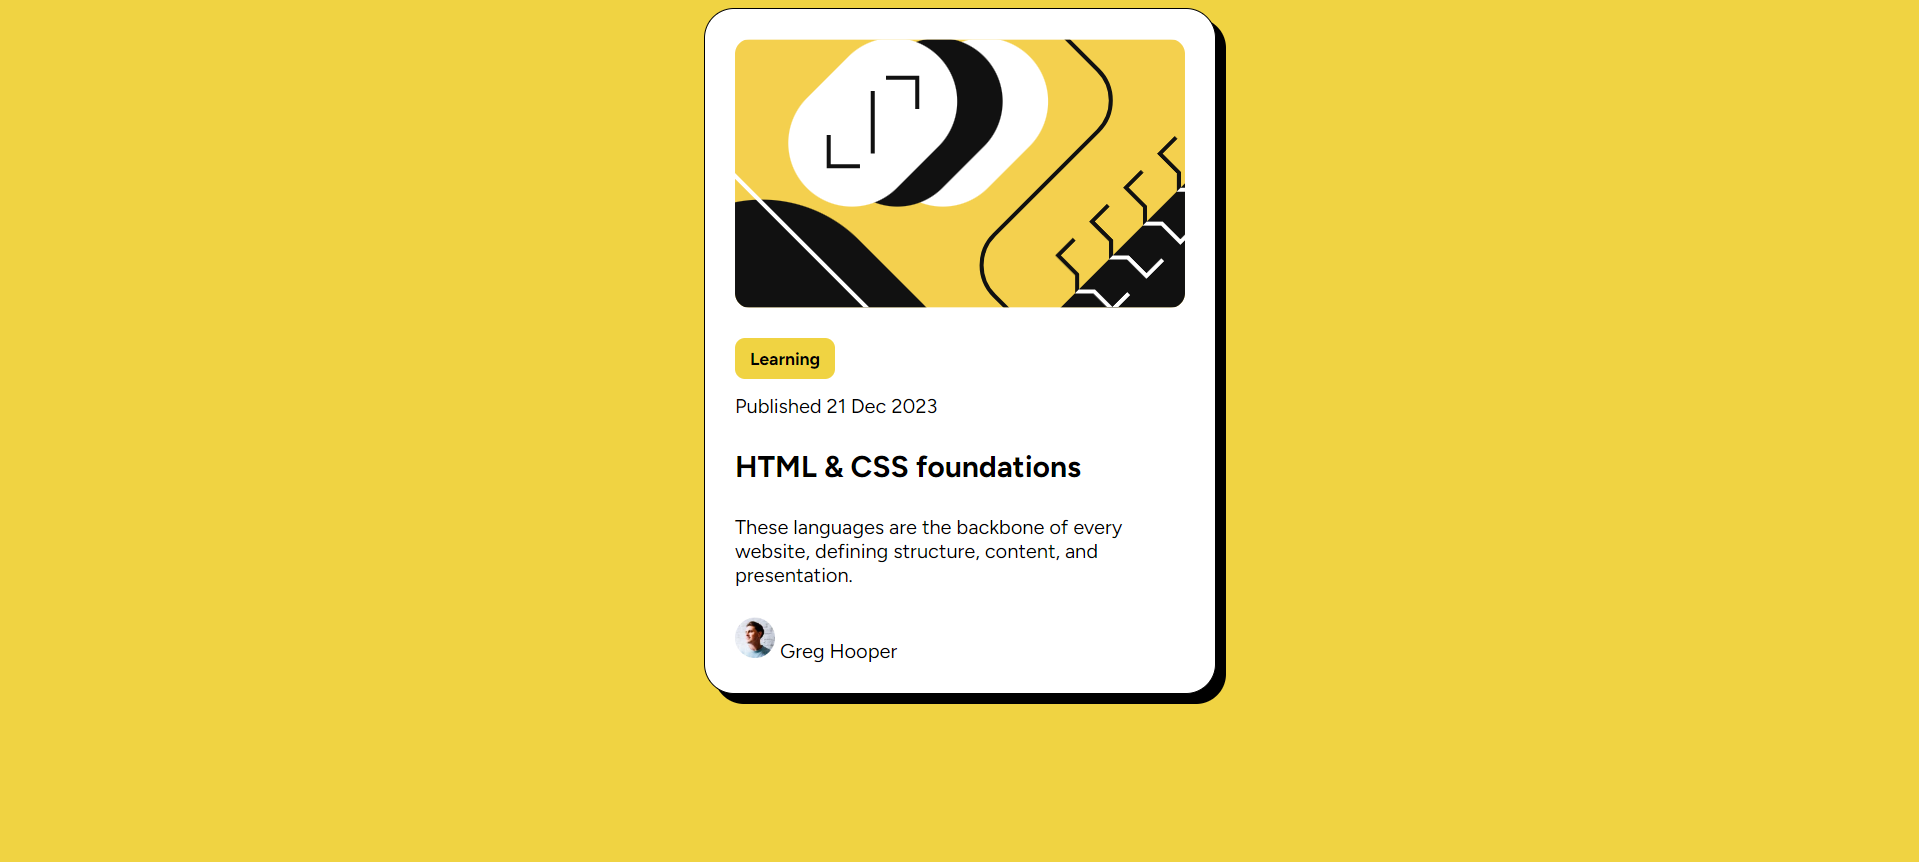 Learning
Published 21 Dec 2023
HTML & CSS foundations
These languages are the backbone of every
website, defining structure, content, and
presentation.
Greg Hooper